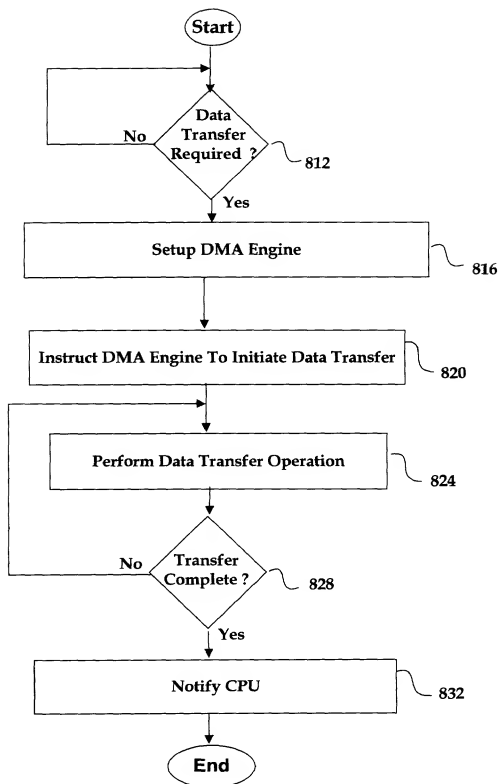 Start
Data
Transfer
Required ?
No
812
Yes
Setup DMA Engine
816
Instruct DMA Engine To Initiate Data Transfer
820
Perform Data Transfer Operation
824
Transfer
Complete ?
No
828
Yes
Notify CPU
832
End